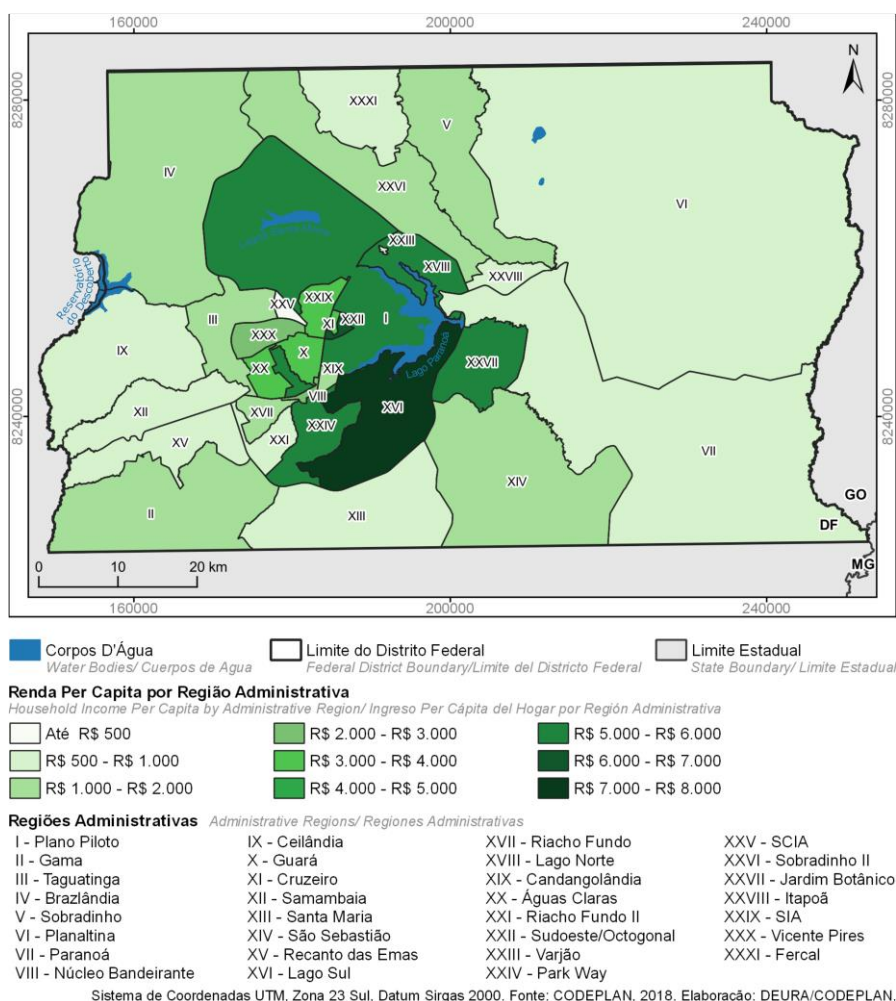 160000 200000 240000
N
8280000 8280000
XXXI
V
IV
XXVI
VI
XXIII
XVIII
XXVIII
Reservatório
do Descoberto
XXIX
XXV
III
XI
XXII
I
XXX
X
IX
XX
XIX
Lago Paranoá
XXVII
VIII
8240000 8240000
XII
XVII
XVI
XXIV
XV
XXI
VII
XIV
II
XIII
GO
DF
MG
0 10 20 km
160000 200000 240000
Corpos D'Água
Water Bodies/ Cuerpos de Agua
Limite do Distrito Federal
Federal District Boundary/Limite del Districto Federal
Limite Estadual
State Boundary/ Limite Estadual
Renda Per Capita por Região Administrativa
Household Income Per Capita by Administrative Region/ Ingreso Per Cápita del Hogar por Región Administrativa
Até R$ 500
R$ 500 - R$ 1.000
R$ 1.000 - R$ 2.000
R$ 2.000 - R$ 3.000
R$ 3.000 - R$ 4.000
R$ 4.000 - R$ 5.000
R$ 5.000 - R$ 6.000
R$ 6.000 - R$ 7.000
R$ 7.000 - R$ 8.000
Regiões Administrativas Administrative Regions/ Regiones Administrativas
I - Plano Piloto
II - Gama
III - Taguatinga
IV - Brazlândia
V - Sobradinho
VI - Planaltina
VII - Paranoá
VIII - Núcleo Bandeirante
IX - Ceilândia
X - Guará
XI - Cruzeiro
XII - Samambaia
XIII - Santa Maria
XIV - São Sebastião
XV - Recanto das Emas
XVI - Lago Sul
XVII - Riacho Fundo
XVIII - Lago Norte
XIX - Candangolândia
XX - Águas Claras
XXI - Riacho Fundo II
XXII - Sudoeste/Octogonal
XXIII - Varjão
XXIV - Park Way
XXV - SCIA
XXVI - Sobradinho II
XXVII - Jardim Botânico
XXVIII - Itapoã
XXIX - SIA
XXX - Vicente Pires
XXXI - Fercal
Sistema de Coordenadas UTM, Zona 23 Sul, Datum Sirgas 2000. Fonte: CODEPLAN, 2018. Elaboração: DEURA/CODEPLAN.